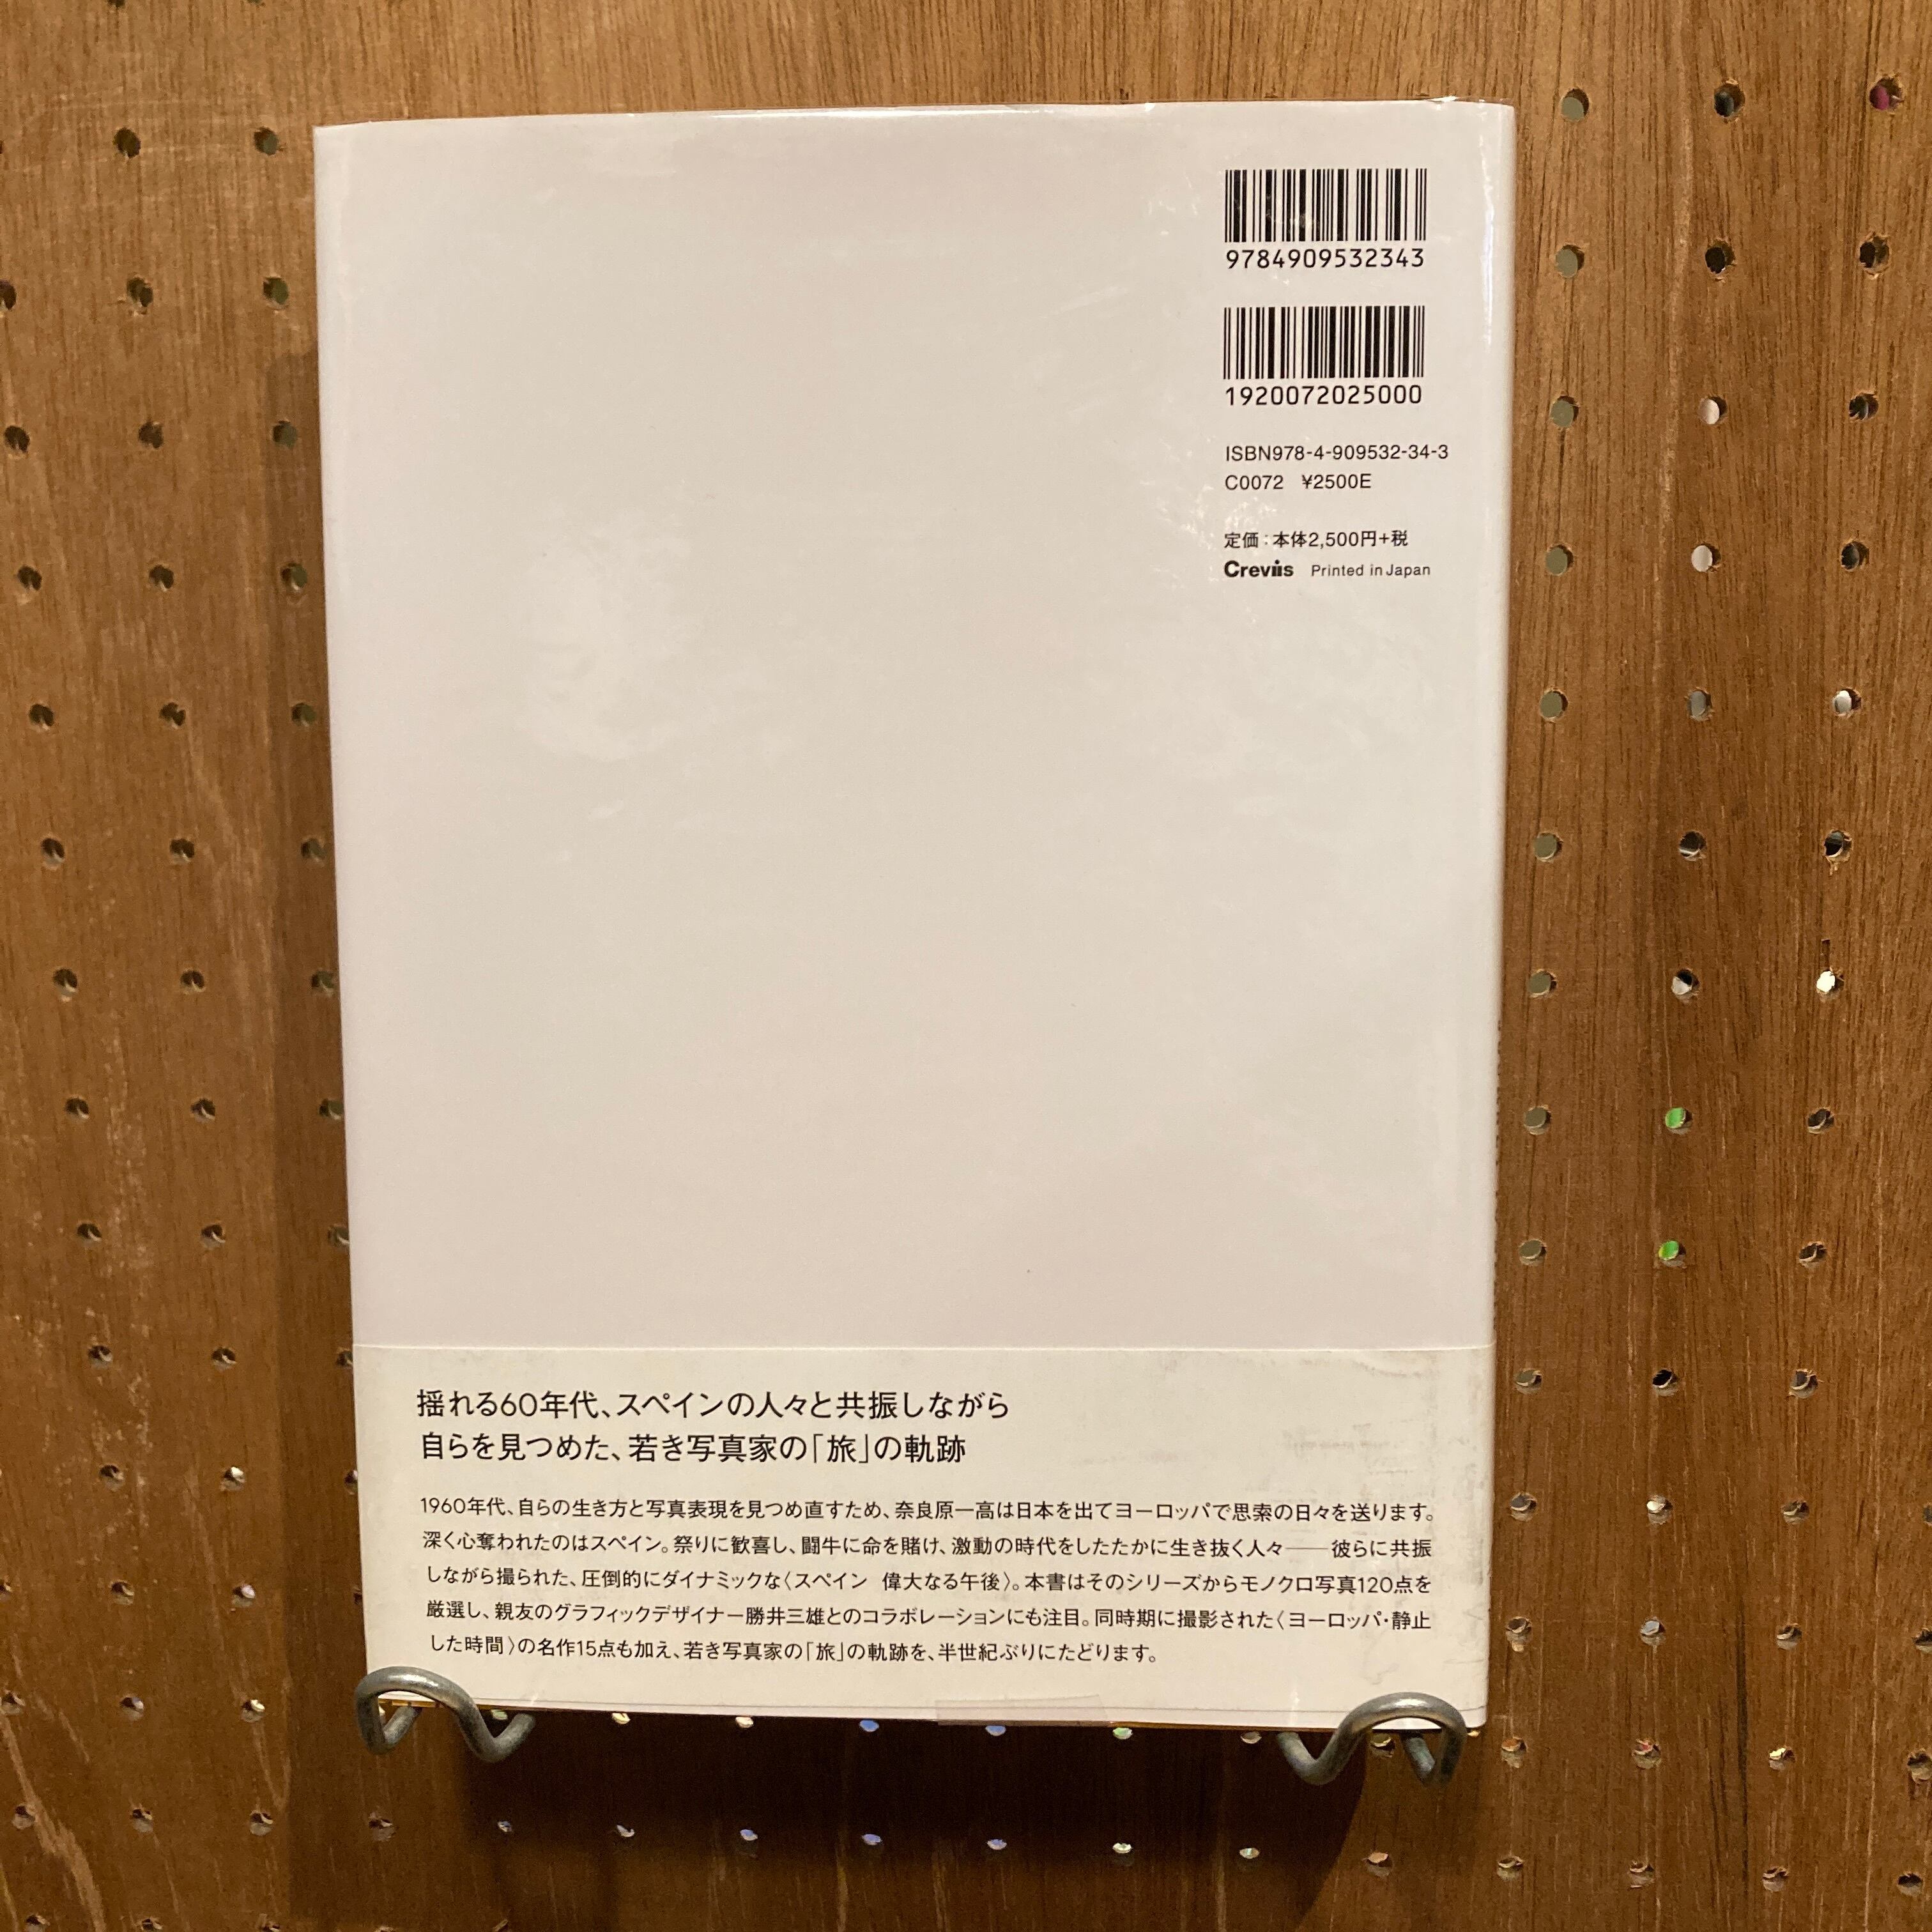 9784909532343
1920072025000
ISBN978-4-909532-34-3
C0072 ¥2500E
定価：本体2,500円+税
Creviis Printed in Japan
揺れる60年代、スペインの人々と共振しながら
自らを見つめた、若き写真家の「旅」の軌跡
1960年代、自らの生き方と写真表現を見つめ直すため、奈良原一高は日本を出てヨーロッパで思索の日々を送ります。
深く心奪われたのはスペイン。祭りに歓喜し、闘牛に命を賭け、激動の時代をしたたかに生き抜く人々──彼らに共振
しながら撮られた、圧倒的にダイナミックな〈スペイン 偉大なる午後〉。本書はそのシリーズからモノクロ写真120点を
厳選し、親友のグラフィックデザイナー勝井三雄とのコラボレーションにも注目。同時期に撮影された〈ヨーロッパ・静止
した時間〉の名作15点も加え、若き写真家の「旅」の軌跡を、半世紀ぶりにたどります。